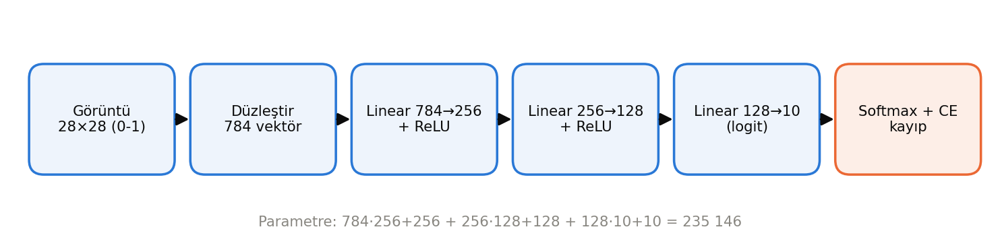 Görüntü
28×28 (0-1)
Düzleştir
784 vektör
Linear 784→256
+ ReLU
Linear 256→128
+ ReLU
Linear 128→10
(logit)
Softmax + CE
kayıp
Parametre: 784·256+256 + 256·128+128 + 128·10+10 = 235 146